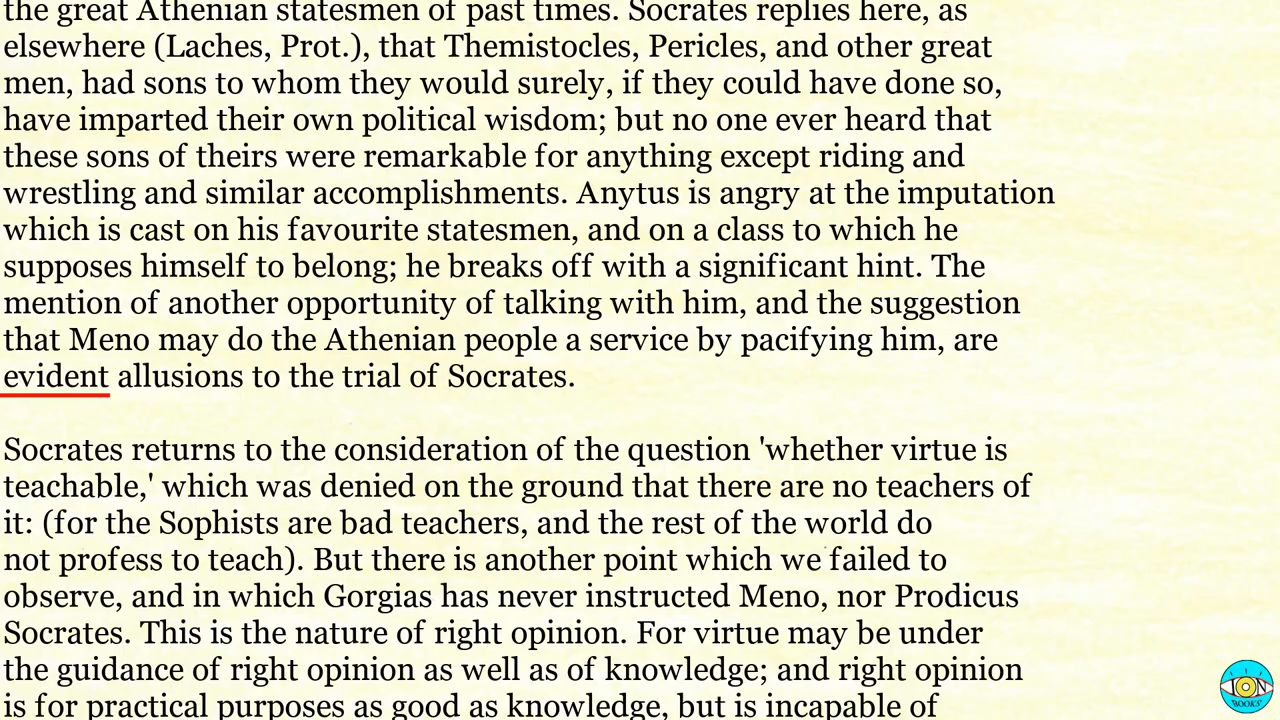 the great Athenian statesmen of past times. Socrates replies here, as
elsewhere (Laches, Prot.), that Themistocles, Pericles, and other great
men, had sons to whom they would surely, if they could have done so,
have imparted their own political wisdom; but no one ever heard that
these sons of theirs were remarkable for anything except riding and
wrestling and similar accomplishments. Anytus is angry at the imputation
which is cast on his favourite statesmen, and on a class to which he
supposes himself to belong; he breaks off with a significant hint. The
mention of another opportunity of talking with him, and the suggestion
that Meno may do the Athenian people a service by pacifying him, are
evident allusions to the trial of Socrates.
Socrates returns to the consideration of the question 'whether virtue is
teachable,' which was denied on the ground that there are no teachers of
it: (for the Sophists are bad teachers, and the rest of the world do
not profess to teach). But there is another point which we failed to
observe, and in which Gorgias has never instructed Meno, nor Prodicus
Socrates. This is the nature of right opinion. For virtue may be under
the guidance of right opinion as well as of knowledge; and right opinion
is for practical purposes as good as knowledge, but is incapable of
ION
BOOKS